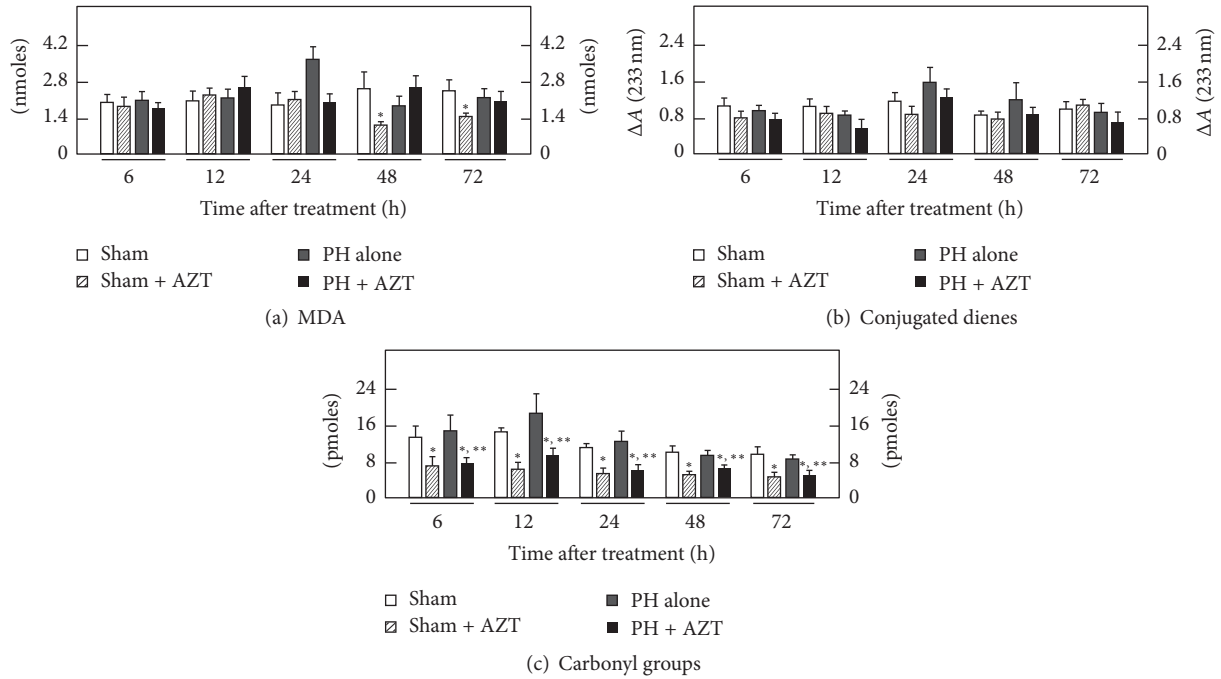 (nmoles)
4.2
2.8
1.4
0
* *
4.2
2.8
1.4
0
(nmoles)
6 12 24 48 72
Time after treatment (h)
Sham
PH alone
Sham + AZT
PH + AZT
(a) MDA
ΔA (233 nm)
2.4
1.6
0.8
0
2.4
1.6
0.8
0
ΔA (233 nm)
6 12 24 48 72
Time after treatment (h)
Sham
PH alone
Sham + AZT
PH + AZT
(b) Conjugated dienes
(pmoles)
24
16
8
0
* *, ** * *, ** * *, ** * *, ** * *, **
24
16
8
0
(pmoles)
6 12 24 48 72
Time after treatment (h)
Sham
PH alone
Sham + AZT
PH + AZT
(c) Carbonyl groups